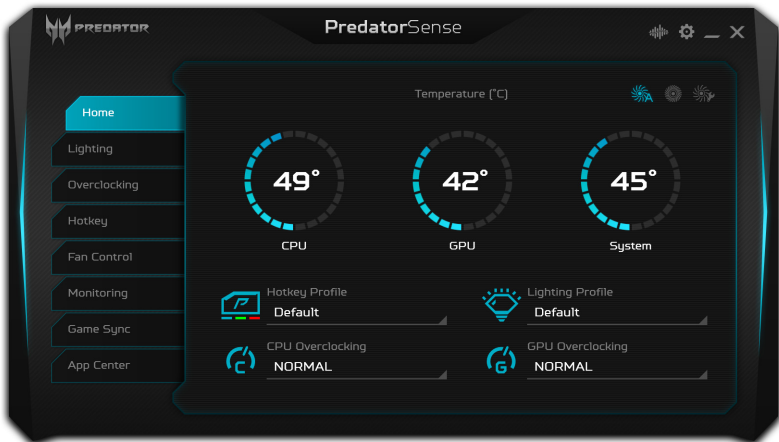 PREDATOR
PredatorSense
Home
Lighting
Overclocking
Hotkey
Fan Control
Monitoring
Game Sync
App Center
Temperature (°C)
A
49°
42°
45°
CPU
GPU
System
Hotkey Profile
Default
Lighting Profile
Default
CPU Overclocking
C
NORMAL
GPU Overclocking
G
NORMAL